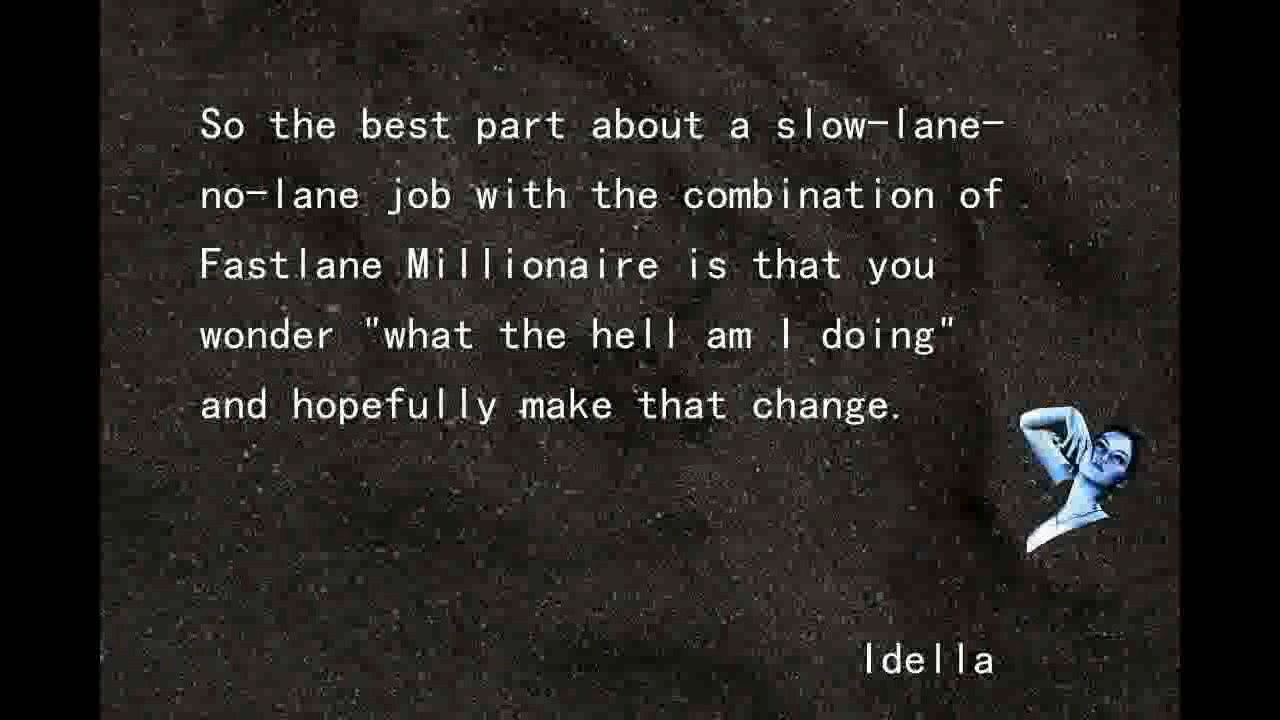 So the best part about a slow-lane-
no-lane job with the combination of
Fastlane Millionaire is that you
wonder "what the hell am I doing"
and hopefully make that change.
Idella